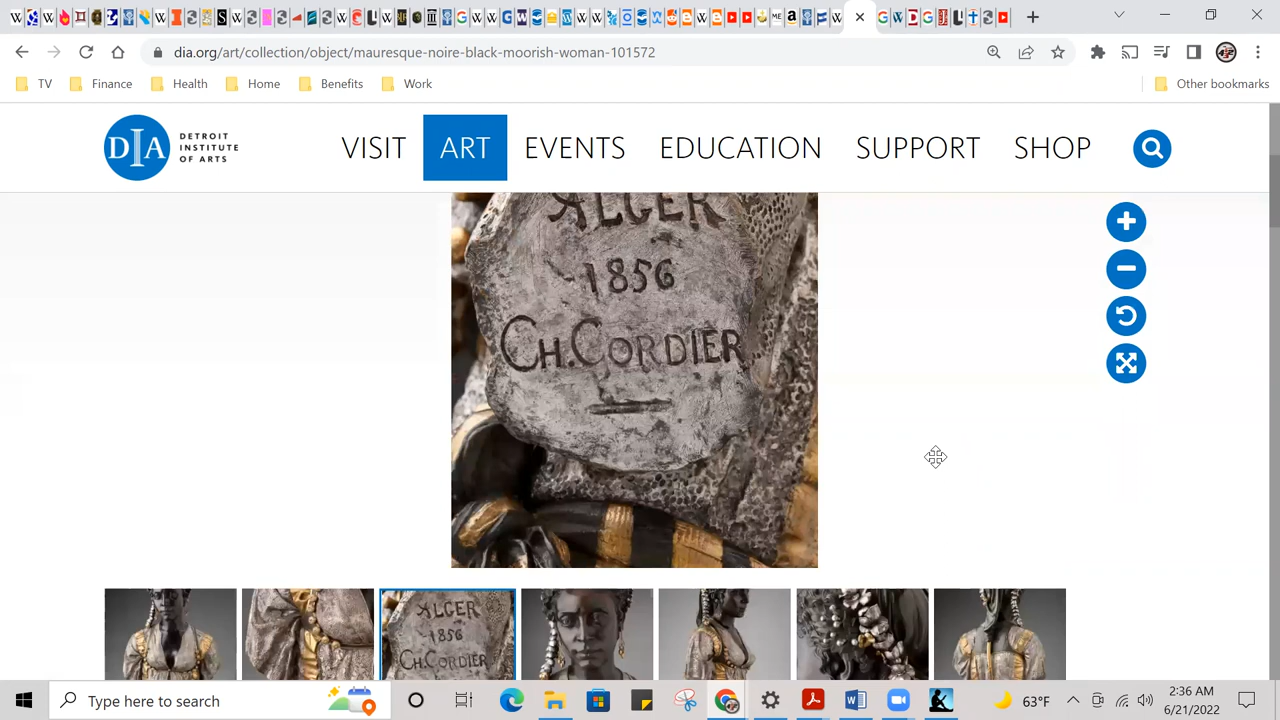 dia.org/art/collection/object/mauresque-noire-black-moorish-woman-101572
TV Finance Health Home Benefits Work Other bookmarks
DIA DETROIT INSTITUTE OF ARTS
VISIT ART EVENTS EDUCATION SUPPORT SHOP
ALGER
1856
CH. CORDIER
ALGER
1856
CH. CORDIER
Type here to search
63°F
2:36 AM
6/21/2022